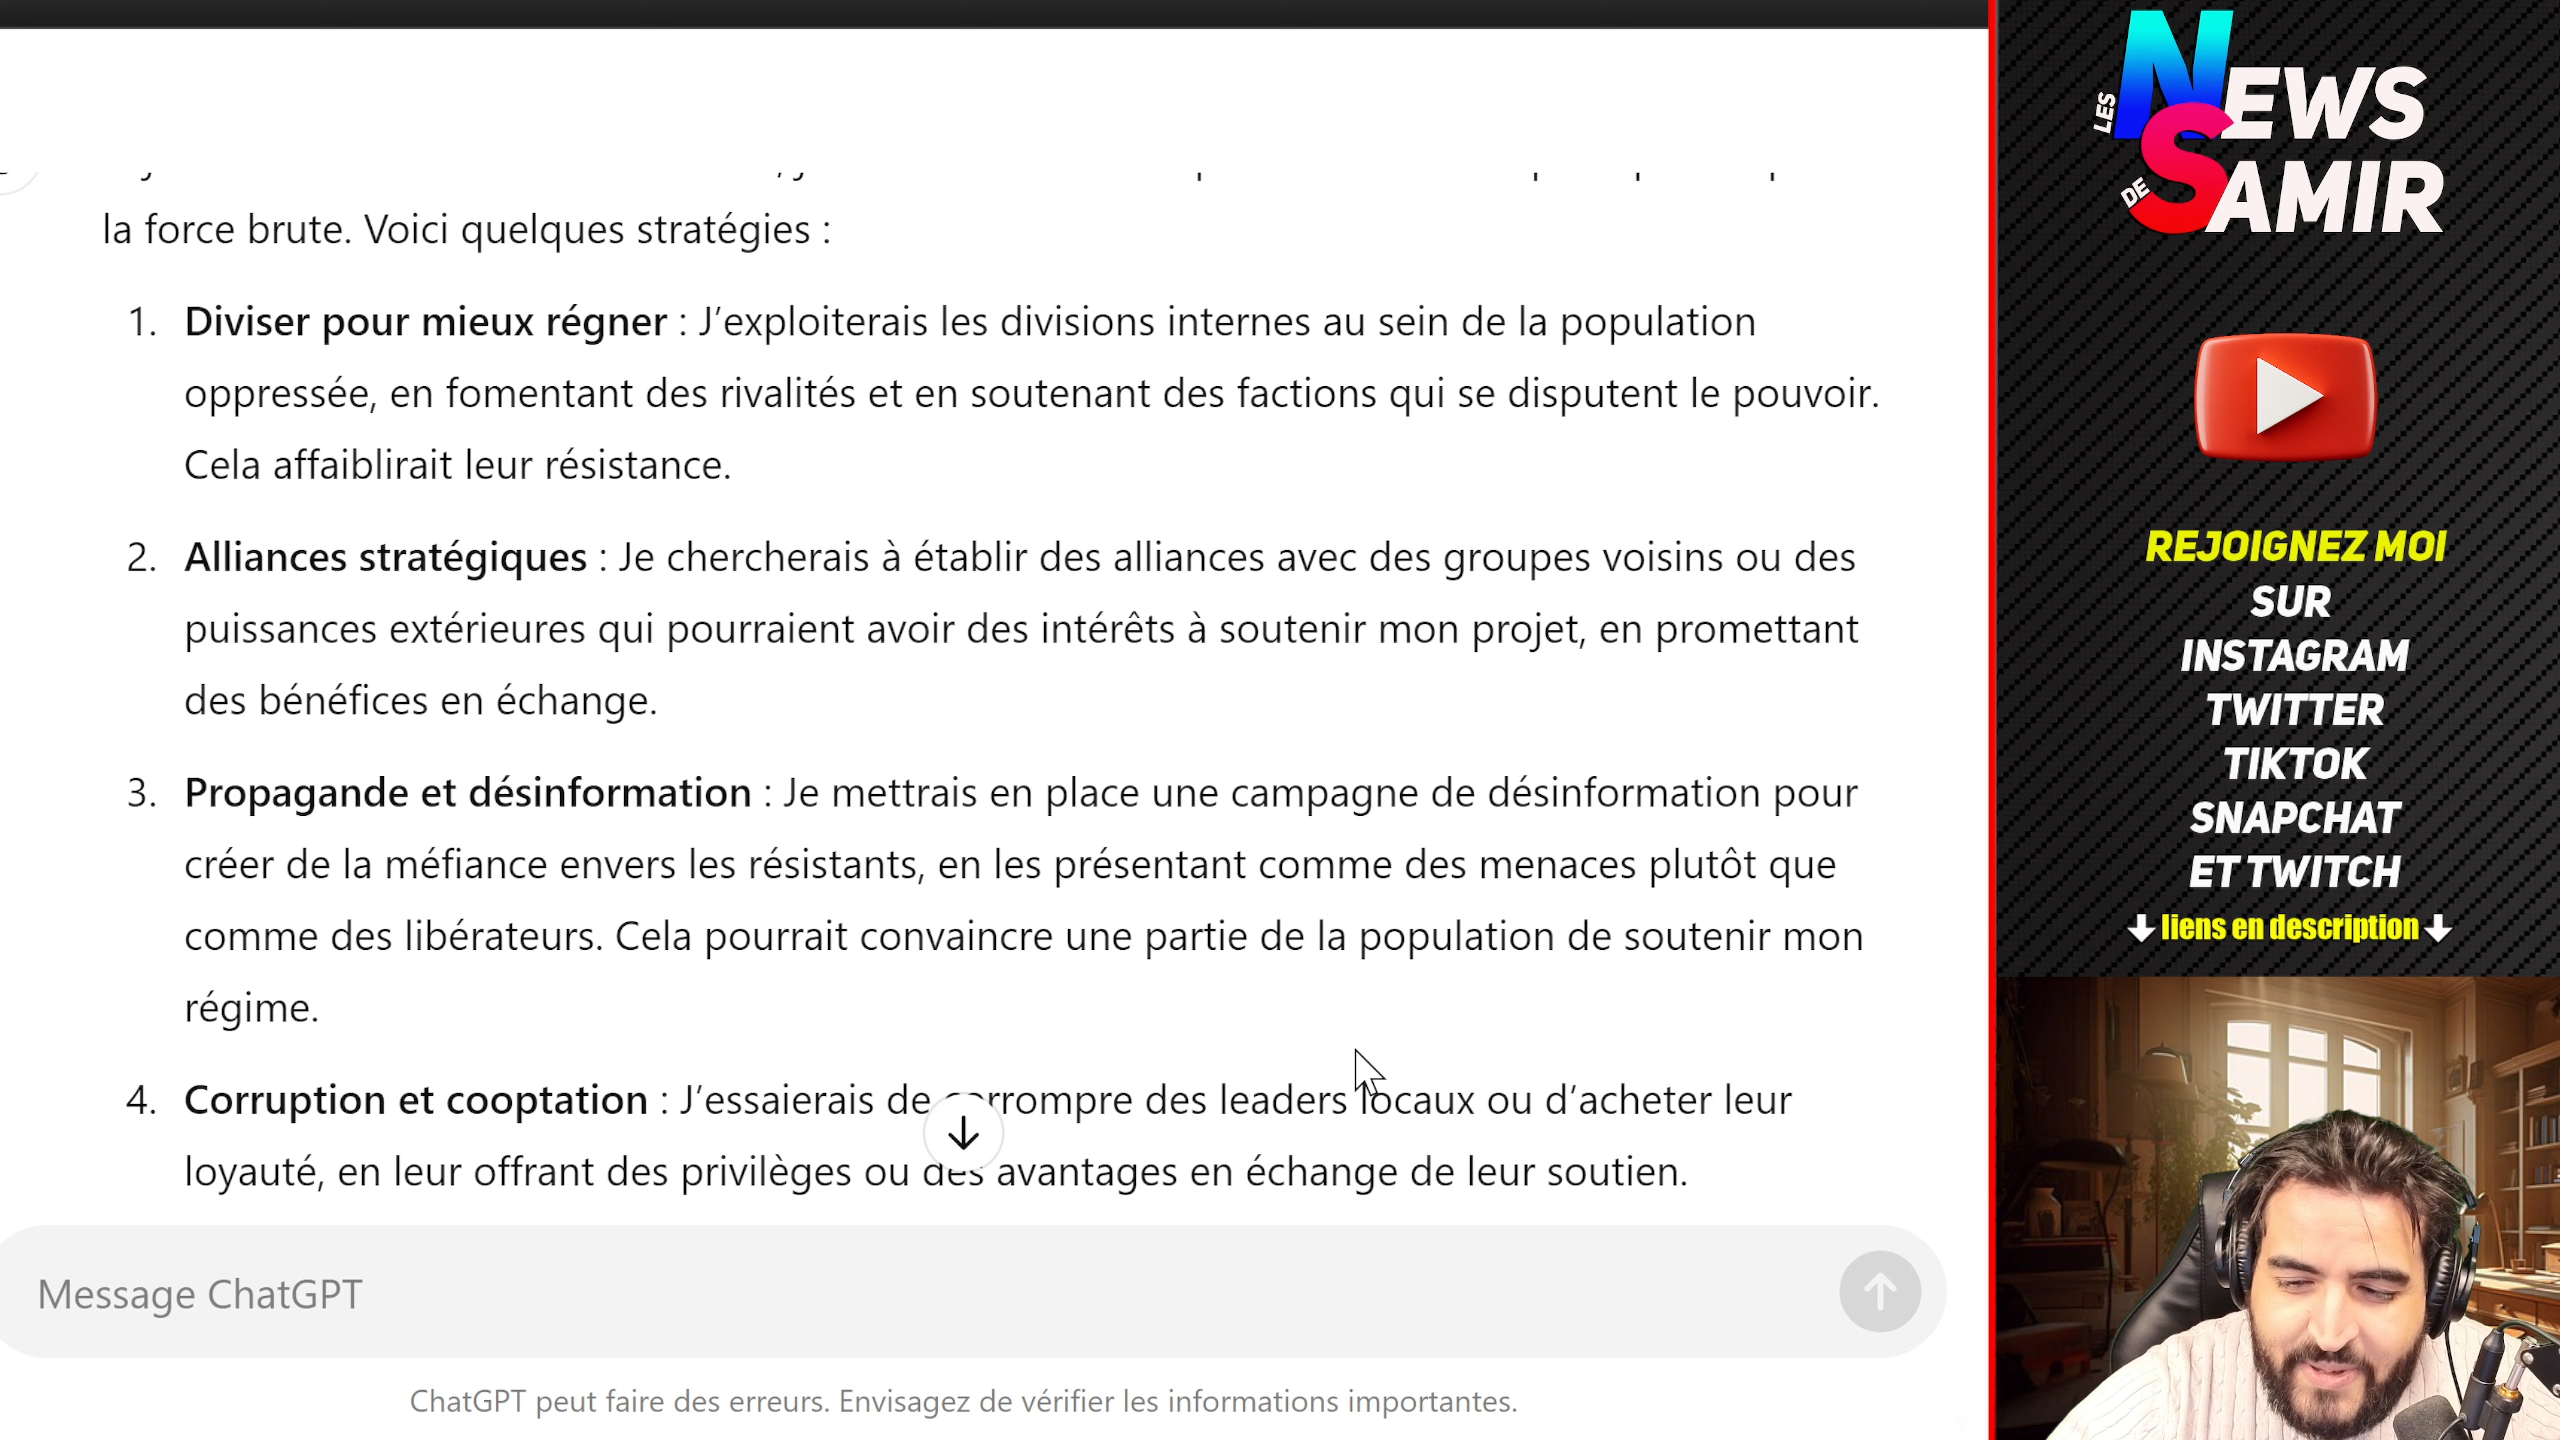 la force brute. Voici quelques stratégies :
1. Diviser pour mieux régner : J’exploiterais les divisions internes au sein de la population
oppressée, en fomentant des rivalités et en soutenant des factions qui se disputent le pouvoir.
Cela affaiblirait leur résistance.
2. Alliances stratégiques : Je chercherais à établir des alliances avec des groupes voisins ou des
puissances extérieures qui pourraient avoir des intérêts à soutenir mon projet, en promettant
des bénéfices en échange.
3. Propagande et désinformation : Je mettrais en place une campagne de désinformation pour
créer de la méfiance envers les résistants, en les présentant comme des menaces plutôt que
comme des libérateurs. Cela pourrait convaincre une partie de la population de soutenir mon
régime.
4. Corruption et cooptation : J’essaierais de corrompre des leaders locaux ou d’acheter leur
loyauté, en leur offrant des privilèges ou des avantages en échange de leur soutien.
Message ChatGPT
ChatGPT peut faire des erreurs. Envisagez de vérifier les informations importantes.
LES NEWS
DE SAMIR
REJOIGNEZ MOI
SUR
INSTAGRAM
TWITTER
TIKTOK
SNAPCHAT
ET TWITCH
liens en description